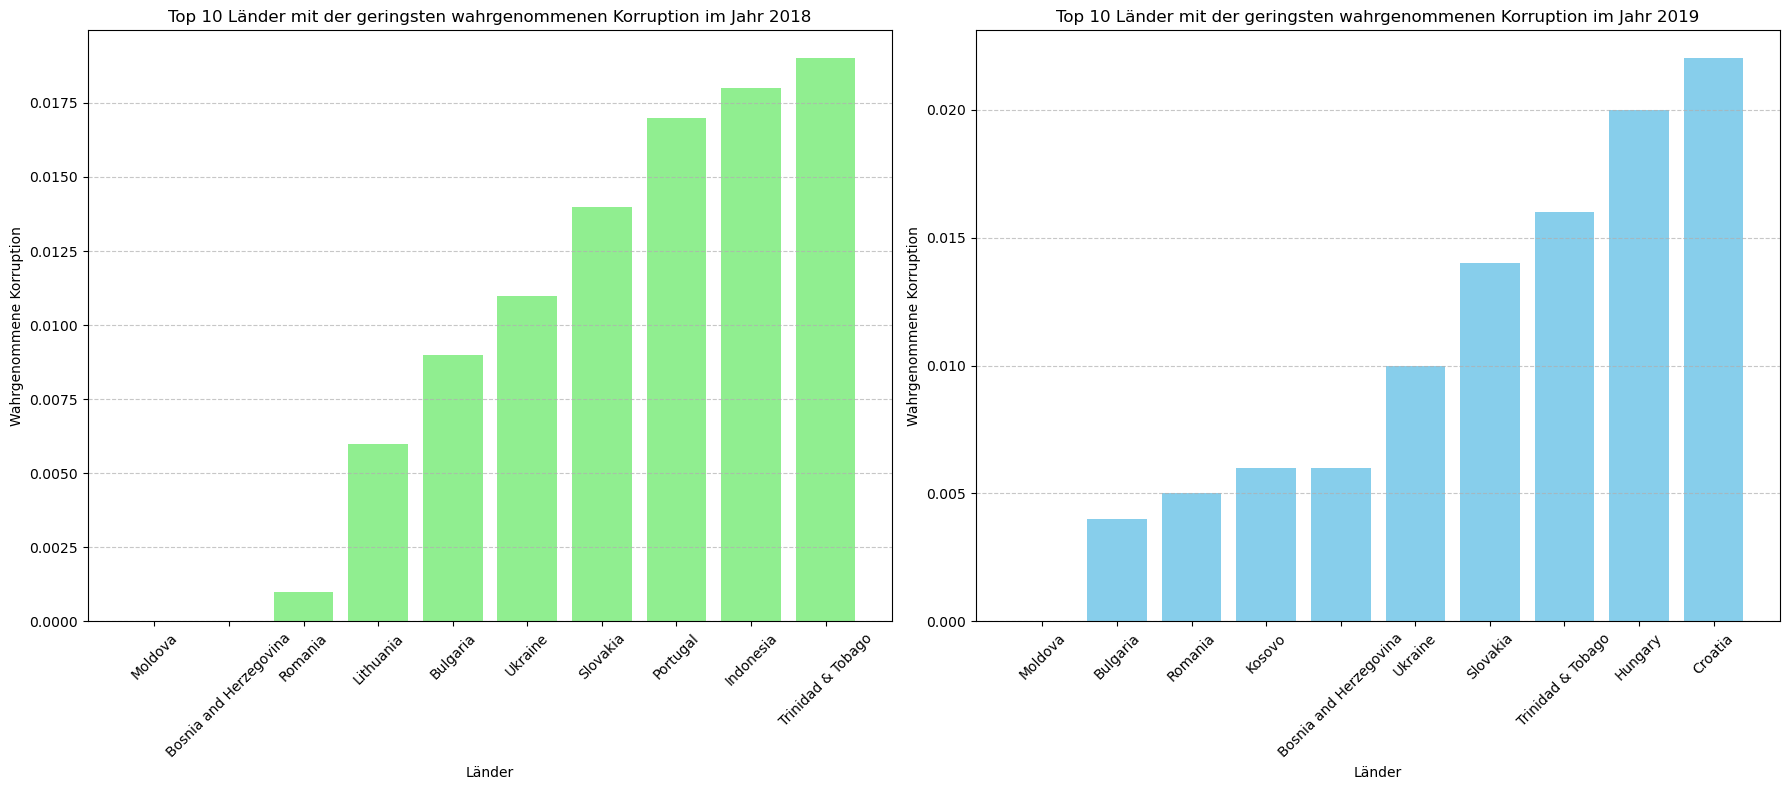 Top 10 Länder mit der geringsten wahrgenommenen Korruption im Jahr 2018
Wahrgenommene Korruption
0.0175
0.0150
0.0125
0.0100
0.0075
0.0050
0.0025
0.0000
Moldova
Bosnia and Herzegovina
Romania
Lithuania
Bulgaria
Ukraine
Slovakia
Portugal
Indonesia
Trinidad & Tobago
Länder
Top 10 Länder mit der geringsten wahrgenommenen Korruption im Jahr 2019
Wahrgenommene Korruption
0.020
0.015
0.010
0.005
0.000
Moldova
Bulgaria
Romania
Kosovo
Bosnia and Herzegovina
Ukraine
Slovakia
Trinidad & Tobago
Hungary
Croatia
Länder